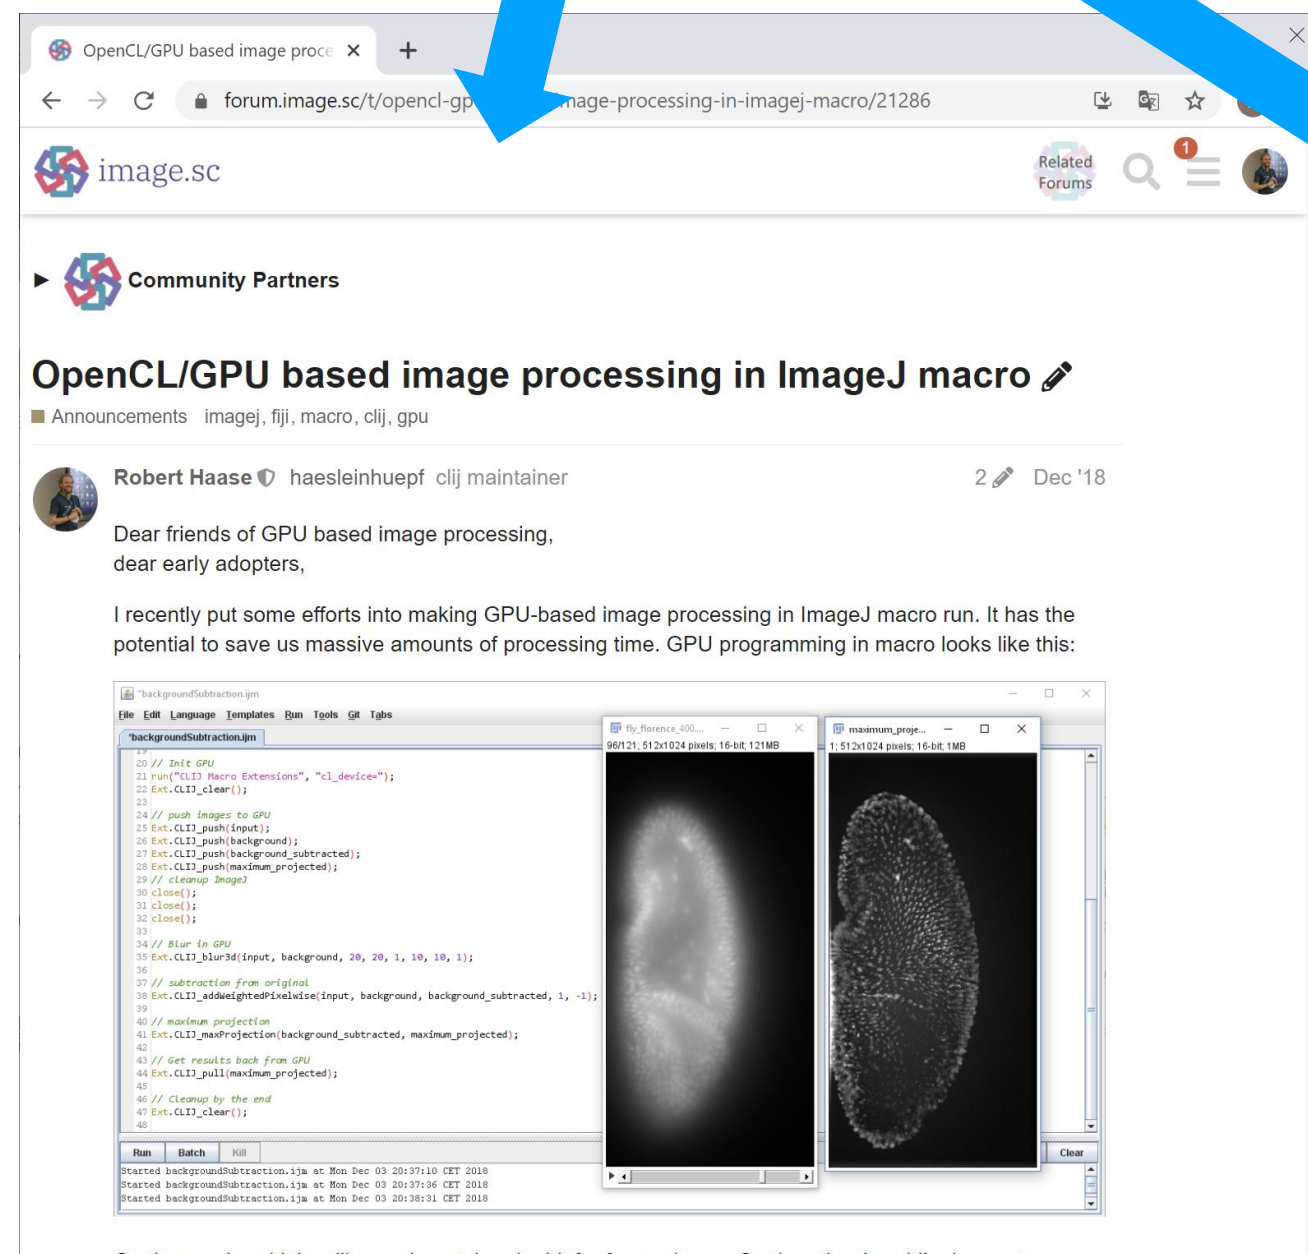 OpenCL/GPU based image proce
forum.image.sc/t/opencl-gp mage-processing-in-imagej-macro/21286
image.sc
Related
Forums
1
Community Partners
OpenCL/GPU based image processing in ImageJ macro
Announcements imagej, fiji, macro, clij, gpu
Robert Haase haesleinhuepf clij maintainer 2 Dec '18
Dear friends of GPU based image processing,
dear early adopters,
I recently put some efforts into making GPU-based image processing in ImageJ macro run. It has the
potential to save us massive amounts of processing time. GPU programming in macro looks like this:
*backgroundSubtraction.ijm
File Edit Language Templates Run Tools Git Tabs
*backgroundSubtraction.ijm
19
20 // Init GPU
21 run("CLIJ Macro Extensions", "cl_device=");
22 Ext.CLIJ_clear();
23
24 // push images to GPU
25 Ext.CLIJ_push(input);
26 Ext.CLIJ_push(background);
27 Ext.CLIJ_push(background_subtracted);
28 Ext.CLIJ_push(maximum_projected);
29 // cleanup ImageJ
30 close();
31 close();
32 close();
33
34 // Blur in GPU
35 Ext.CLIJ_blur3d(input, background, 20, 20, 1, 10, 10, 1);
36
37 // subtraction from original
38 Ext.CLIJ_addWeightedPixelwise(input, background, background_subtracted, 1, -1);
39
40 // maximum projection
41 Ext.CLIJ_maxProjection(background_subtracted, maximum_projected);
42
43 // Get results back from GPU
44 Ext.CLIJ_pull(maximum_projected);
45
46 // Cleanup by the end
47 Ext.CLIJ_clear();
48
fly_florence_400....
96/121; 512x1024 pixels; 16-bit; 121MB
maximum_proje...
1; 512x1024 pixels; 16-bit; 1MB
Run Batch Kill Clear
Started backgroundSubtraction.ijm at Mon Dec 03 20:37:10 CET 2018
Started backgroundSubtraction.ijm at Mon Dec 03 20:37:36 CET 2018
Started backgroundSubtraction.ijm at Mon Dec 03 20:38:31 CET 2018